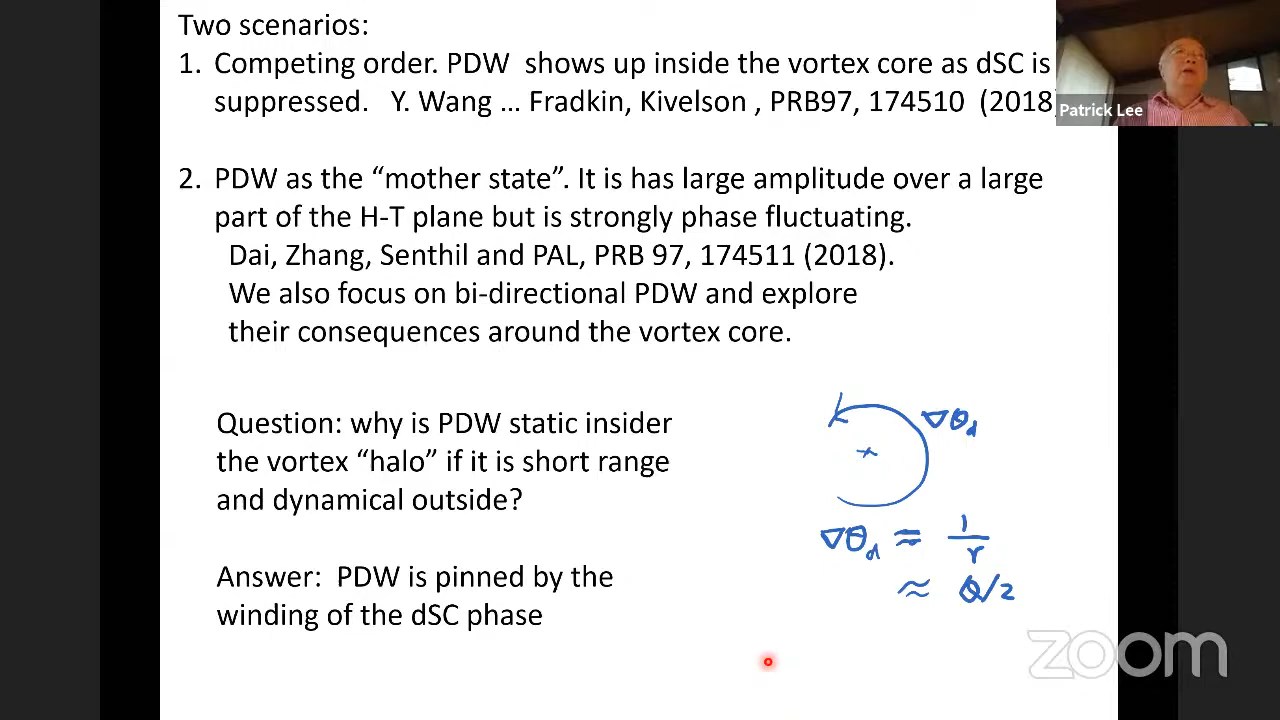 Two scenarios:
1. Competing order. PDW shows up inside the vortex core as dSC is
suppressed. Y. Wang … Fradkin, Kivelson , PRB97, 174510 (2018)
Patrick Lee
2. PDW as the “mother state”. It is has large amplitude over a large
part of the H-T plane but is strongly phase fluctuating.
Dai, Zhang, Senthil and PAL, PRB 97, 174511 (2018).
We also focus on bi-directional PDW and explore
their consequences around the vortex core.
Question: why is PDW static insider
the vortex “halo” if it is short range
and dynamical outside?
Answer: PDW is pinned by the
winding of the dSC phase
∇θd
∇θd ≈ 1/r
≈ Q/2
zoom